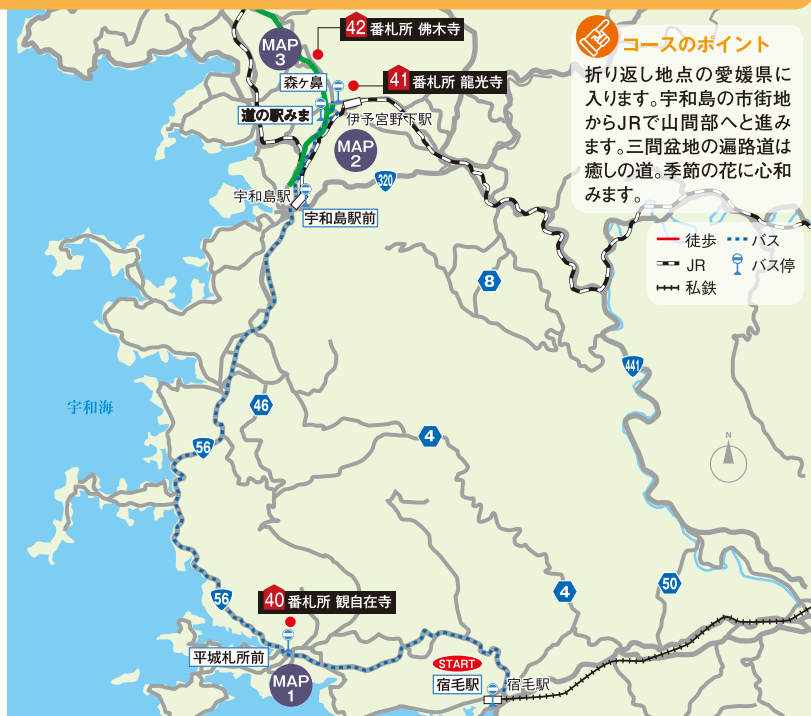 42 番札所 佛木寺
MAP
3
41 番札所 龍光寺
森ヶ鼻
道の駅みま
伊予宮野下駅
MAP
2
コースのポイント
折り返し地点の愛媛県に
入ります。宇和島の市街地
からJRで山間部へと進み
ます。三間盆地の遍路道は
癒しの道。季節の花に心和
みます。
320
宇和島駅
宇和島駅前
徒歩
バス
JR
バス停
私鉄
8
441
宇和海
46
4
56
N
56
4
50
40 番札所 観自在寺
平城札所前
MAP
1
START
宿毛駅
宿毛駅